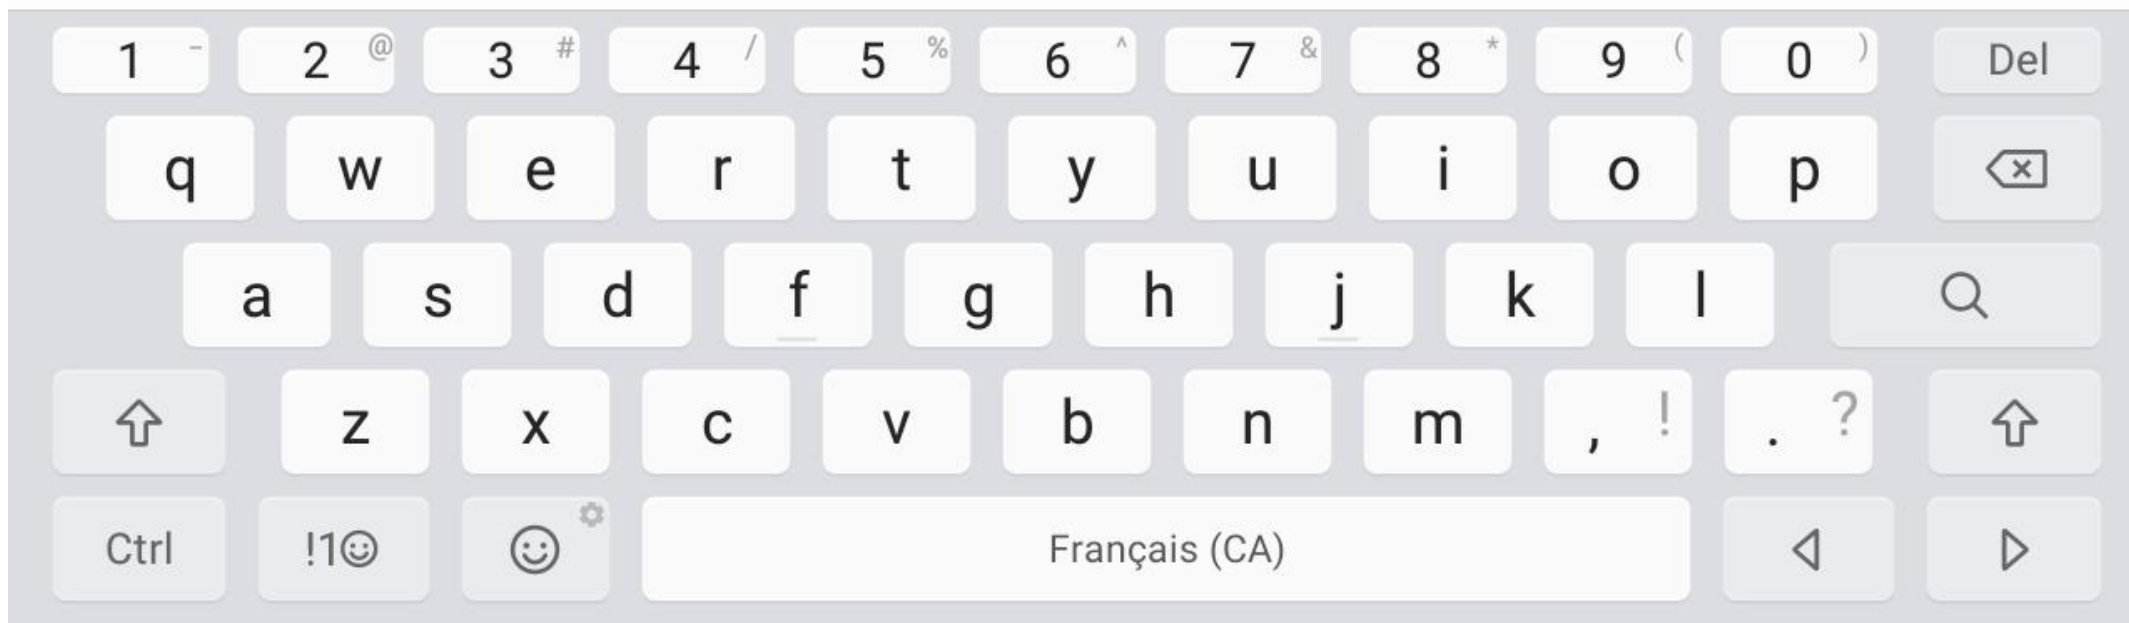 1 - 2 @ 3 # 4 / 5 % 6 ^ 7 & 8 * 9 ( 0 ) Del
q w e r t y u i o p
a s d f g h j k l
z x c v b n m , ! . ?
Ctrl !1☺ Français (CA)